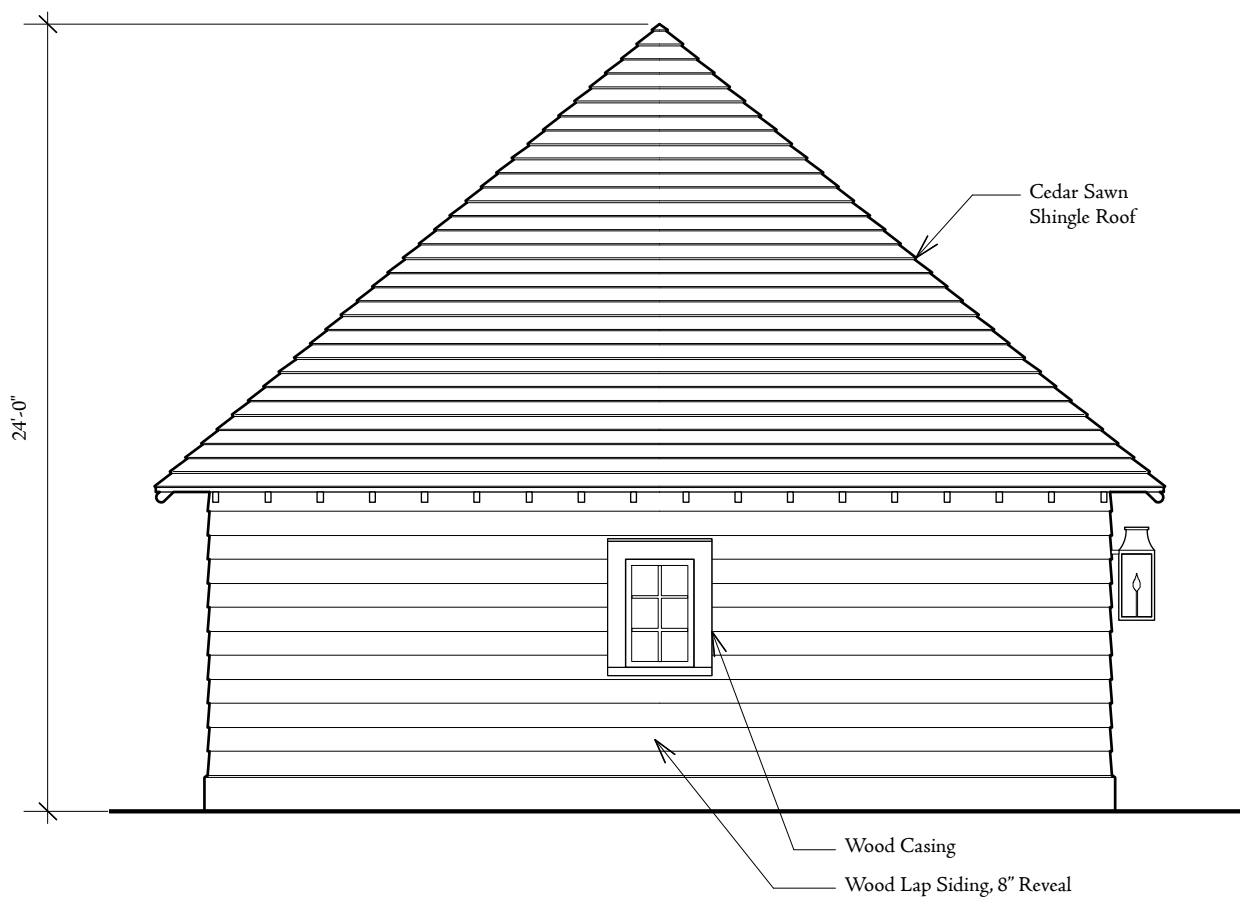 Cedar Sawn
Shingle Roof
24'-0"
Wood Casing
Wood Lap Siding, 8” Reveal